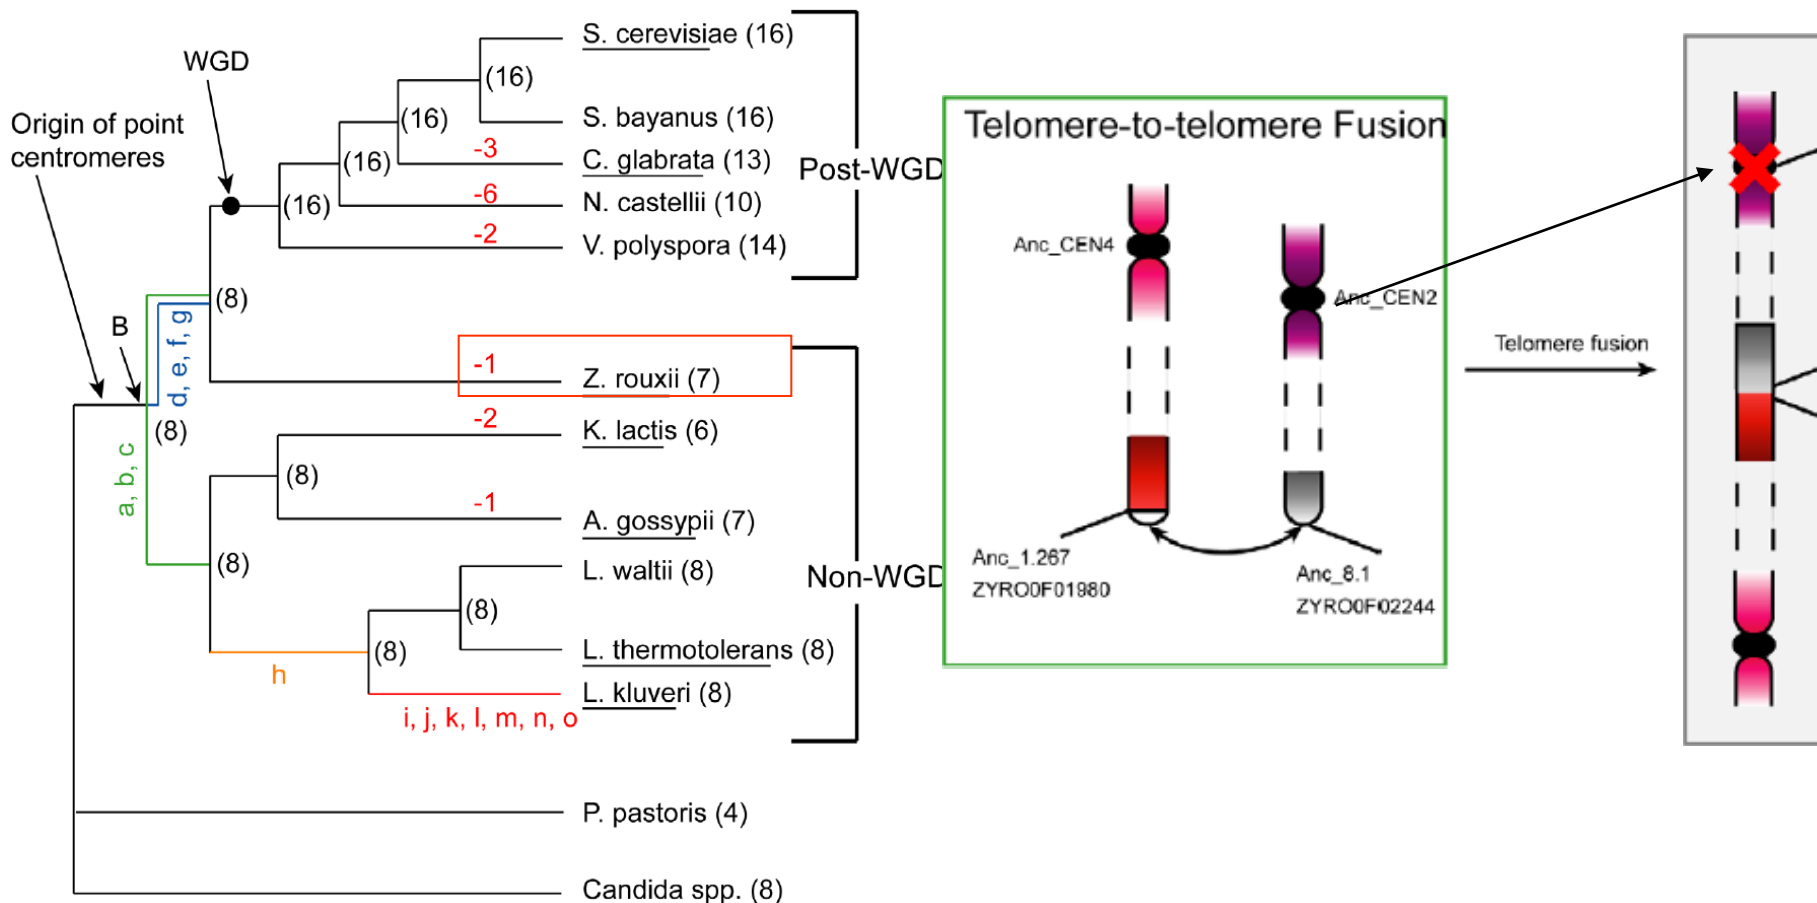 WGD
Origin of point
centromeres
B
a, b, c
d, e, f, g
h
i, j, k, l, m, n, o
(8)
(8)
(16)
(16)
(16)
(16)
(8)
(8)
(8)
(8)
S. cerevisiae (16)
S. bayanus (16)
-3
C. glabrata (13)
-6
N. castellii (10)
-2
V. polyspora (14)
-1
Z. rouxii (7)
-2
K. lactis (6)
-1
A. gossypii (7)
L. waltii (8)
L. thermotolerans (8)
L. kluveri (8)
P. pastoris (4)
Candida spp. (8)
Post-WGD
Non-WGD
Telomere-to-telomere Fusion
Anc_CEN4
Anc_CEN2
Anc_1.267
ZYRO0F01980
Anc_8.1
ZYRO0F02244
Telomere fusion